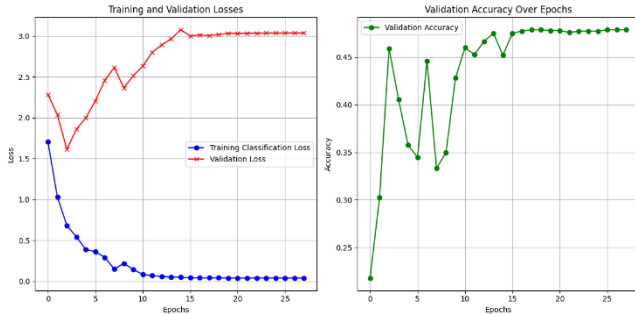 Training and Validation Losses
3.0
2.5
2.0
1.5
1.0
0.5
0.0
Loss
Training Classification Loss
Validation Loss
0
5
10
15
20
25
Epochs
Validation Accuracy Over Epochs
Validation Accuracy
0.45
0.40
0.35
0.30
0.25
Accuracy
0
5
10
15
20
25
Epochs